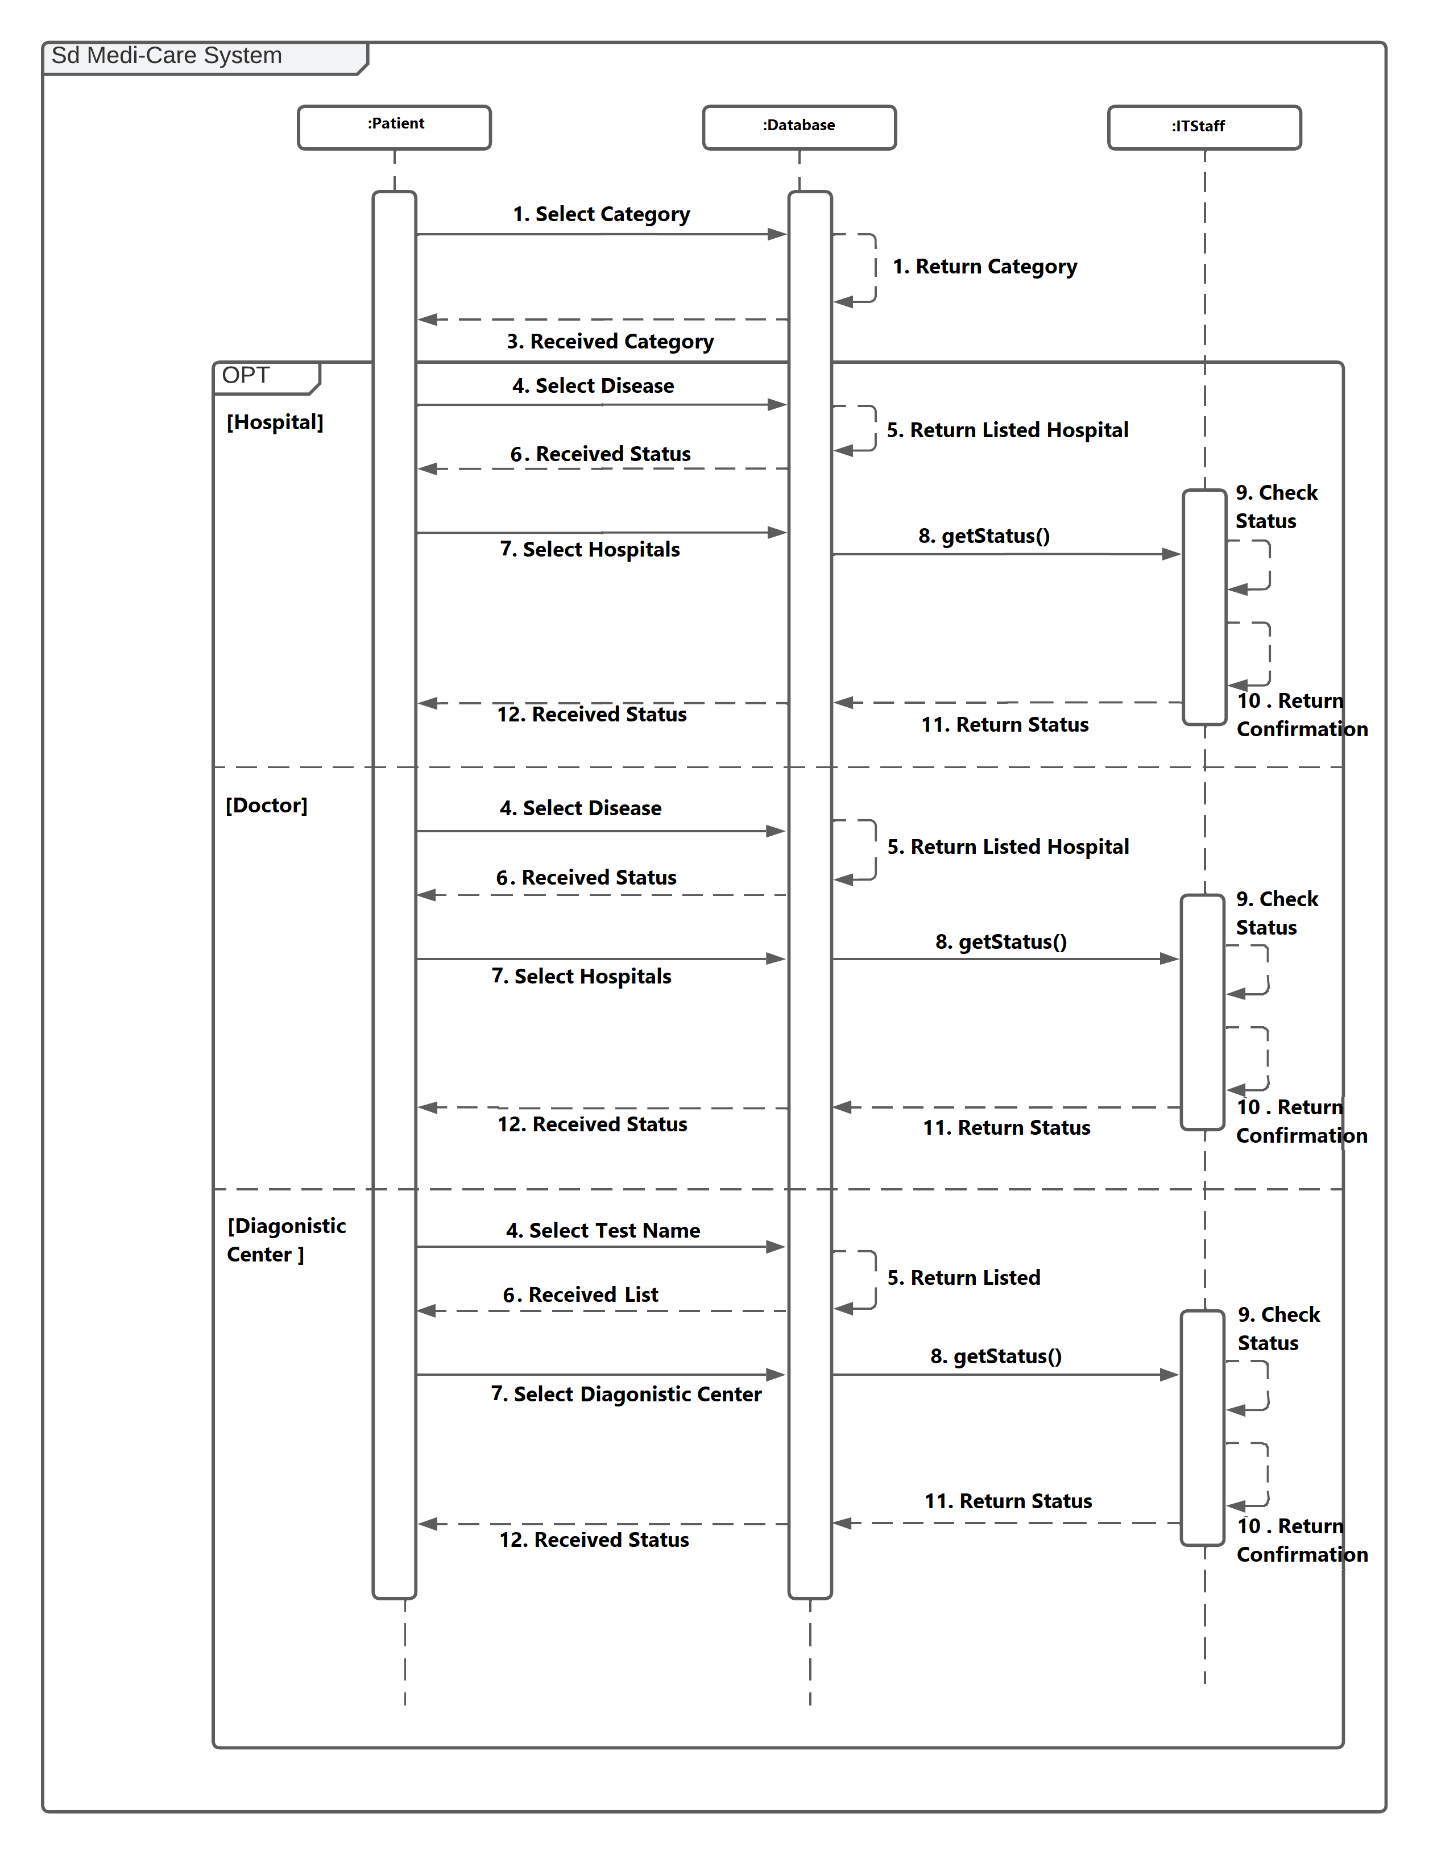 Sd Medi-Care System
:Patient
:Database
:ITStaff
1. Select Category
1. Return Category
3. Received Category
OPT
[Hospital]
4. Select Disease
5. Return Listed Hospital
6. Received Status
9. Check
Status
7. Select Hospitals
8. getStatus()
10 . Return
Confirmation
12. Received Status
11. Return Status
[Doctor]
4. Select Disease
5. Return Listed Hospital
6. Received Status
9. Check
Status
8. getStatus()
7. Select Hospitals
10 . Return
Confirmation
12. Received Status
11. Return Status
[Diagonistic
Center ]
4. Select Test Name
5. Return Listed
6. Received List
9. Check
Status
8. getStatus()
7. Select Diagonistic Center
11. Return Status
10 . Return
Confirmation
12. Received Status